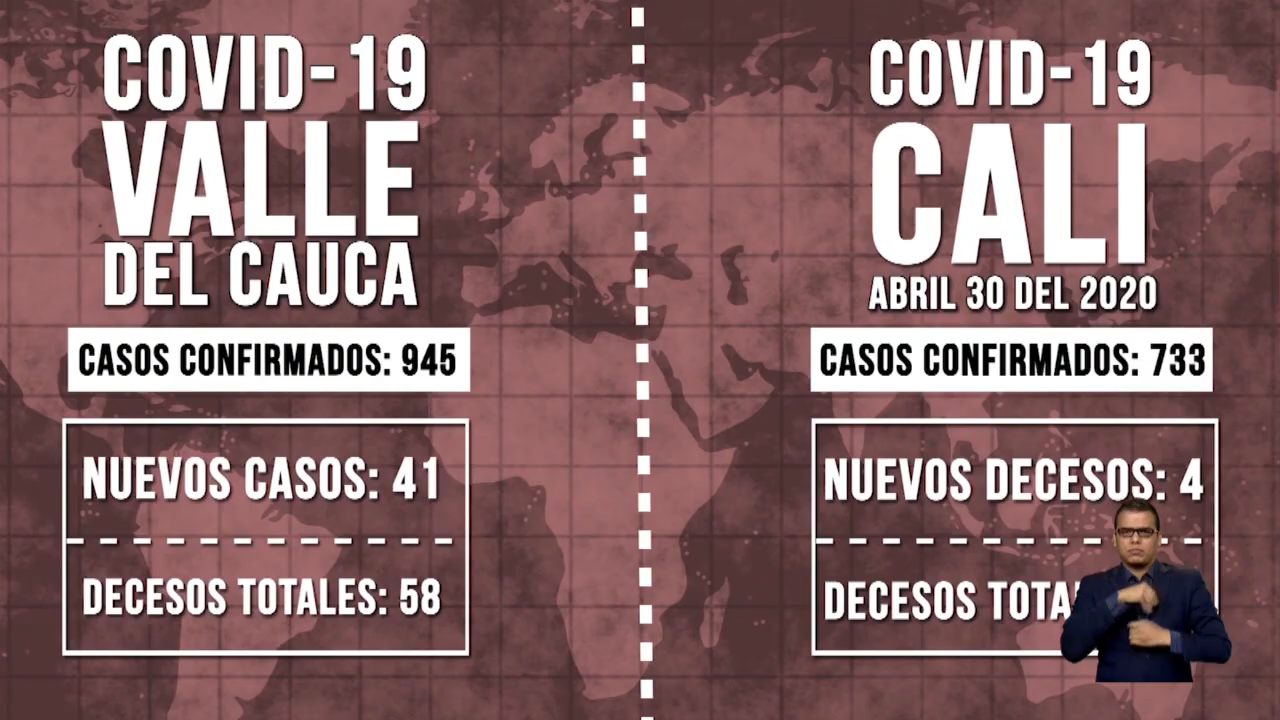 COVID-19
VALLE
DEL CAUCA
CASOS CONFIRMADOS: 945
NUEVOS CASOS: 41
DECESOS TOTALES: 58
COVID-19
CALI
ABRIL 30 DEL 2020
CASOS CONFIRMADOS: 733
NUEVOS DECESOS: 4
DECESOS